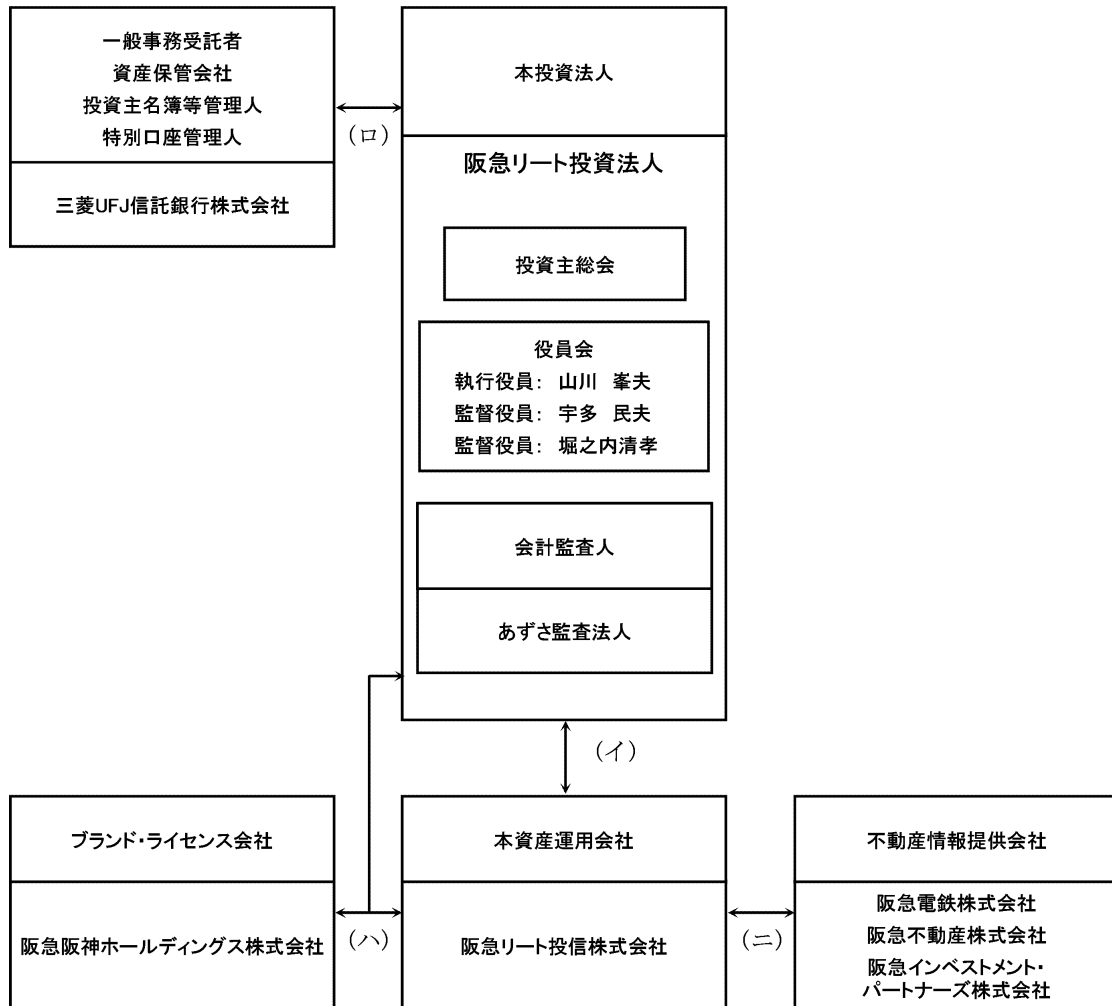 一般事務受託者
資産保管会社
投資主名簿等管理人
特別口座管理人
三菱UFJ信託銀行株式会社
(ロ)
本投資法人
阪急リート投資法人
投資主総会
役員会
執行役員： 山川 峯夫
監督役員： 宇多 民夫
監督役員： 堀之内清孝
会計監査人
あずさ監査法人
(イ)
ブランド・ライセンス会社
阪急阪神ホールディングス株式会社
(ハ)
本資産運用会社
阪急リート投信株式会社
(ニ)
不動産情報提供会社
阪急電鉄株式会社
阪急不動産株式会社
阪急インベストメント・
パートナーズ株式会社